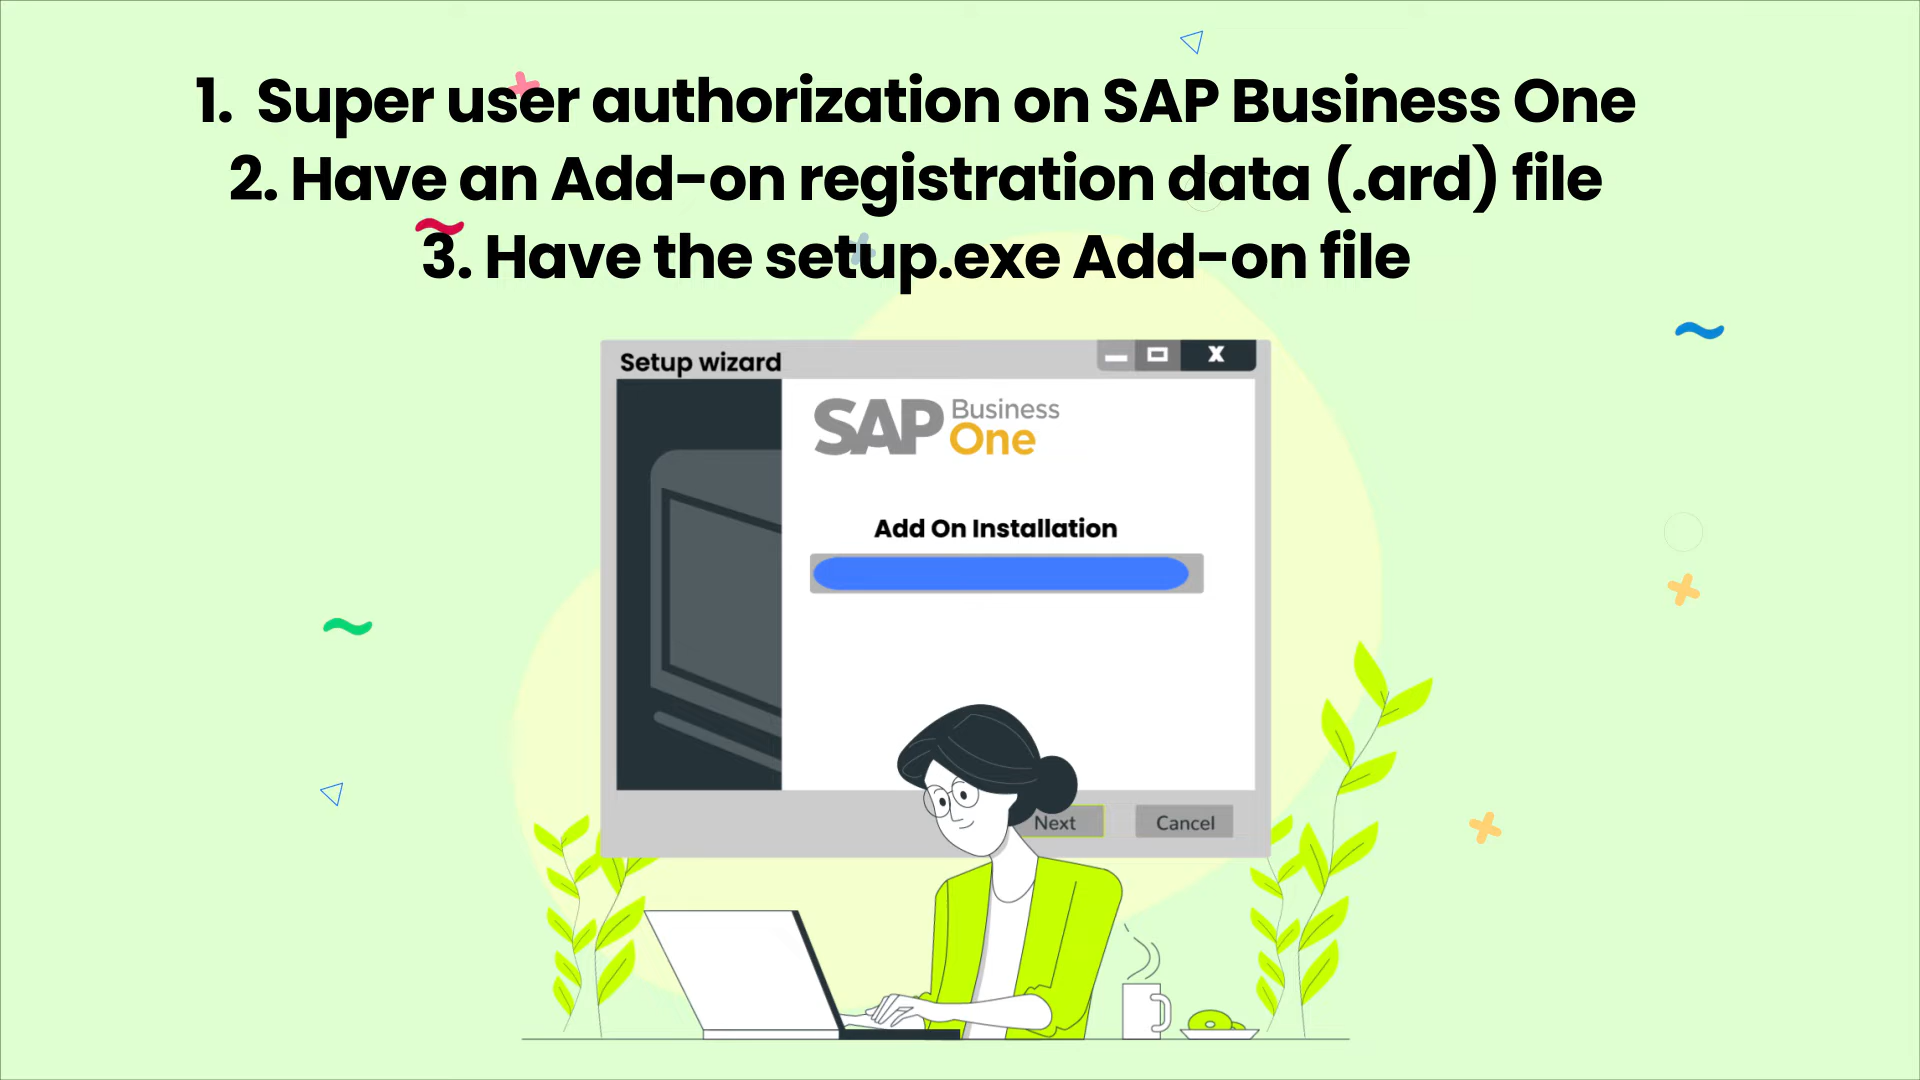 1. Super user authorization on SAP Business One
2. Have an Add-on registration data (.ard) file
3. Have the setup.exe Add-on file
Setup wizard
X
SAP Business One
Add On Installation
Next
Cancel